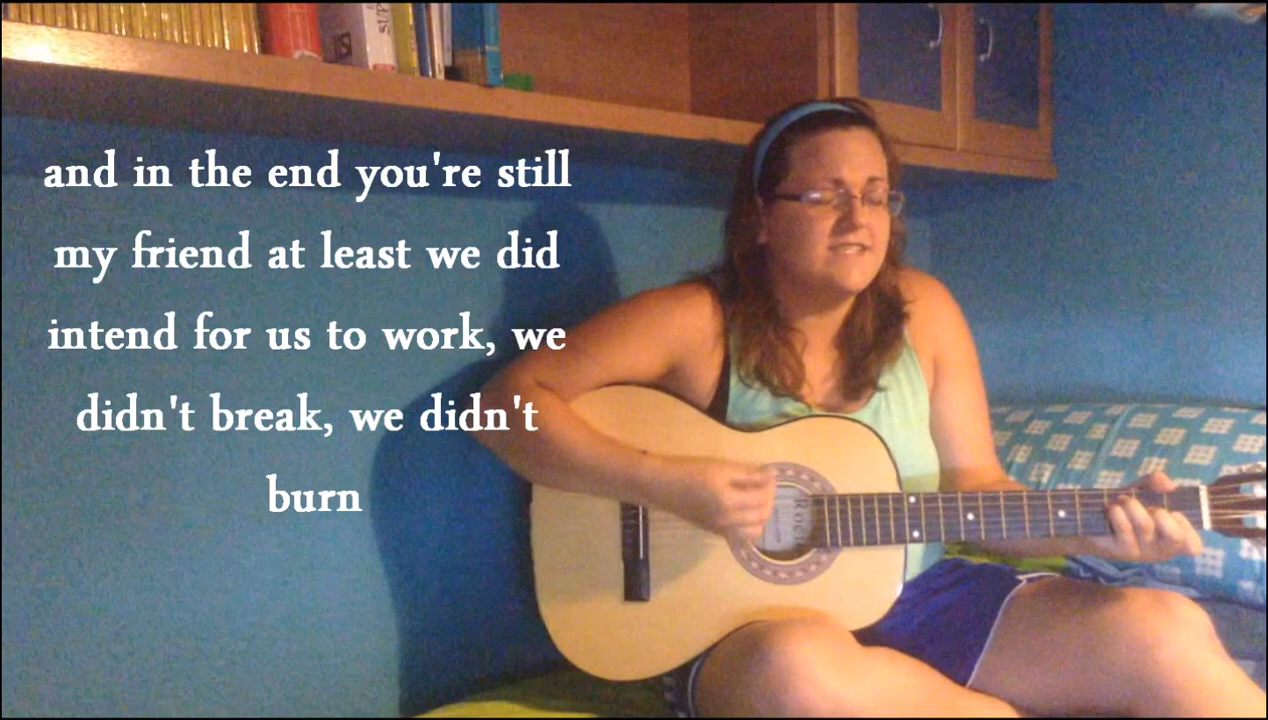 and in the end you're still
my friend at least we did
intend for us to work, we
didn't break, we didn't
burn